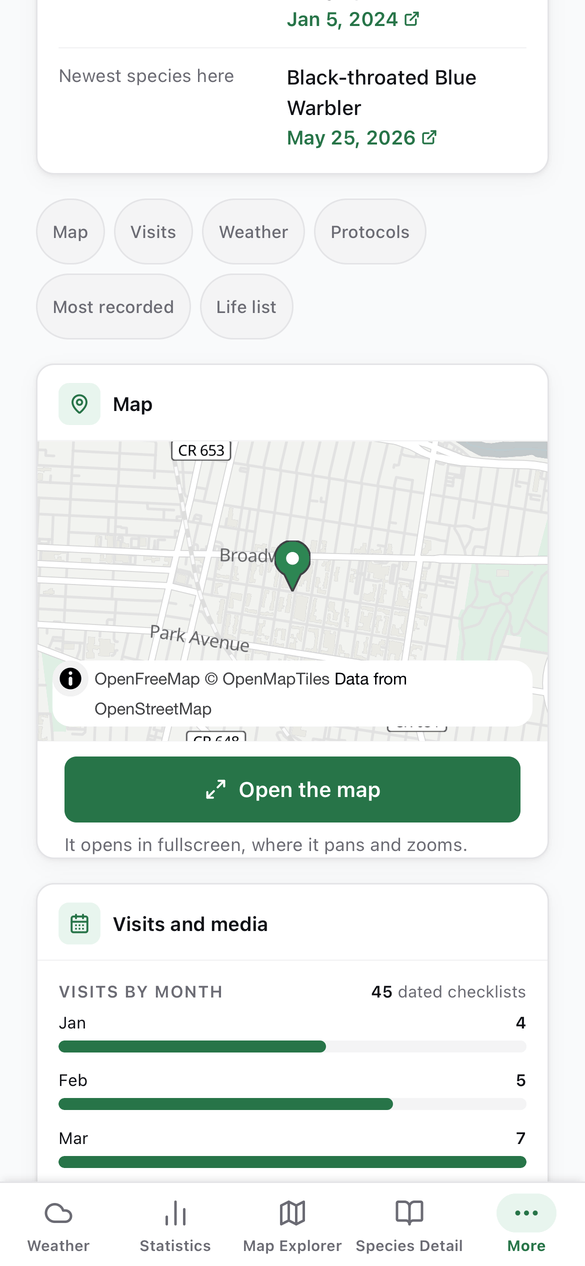 Jan 5, 2024
Newest species here
Black-throated Blue
Warbler
May 25, 2026
Map
Visits
Weather
Protocols
Most recorded
Life list
Map
CR 653
Broadw
Park Avenue
OpenFreeMap © OpenMapTiles Data from
OpenStreetMap
CR 648
Open the map
It opens in fullscreen, where it pans and zooms.
Visits and media
VISITS BY MONTH
45 dated checklists
Jan
4
Feb
5
Mar
7
Weather
Statistics
Map Explorer
Species Detail
More